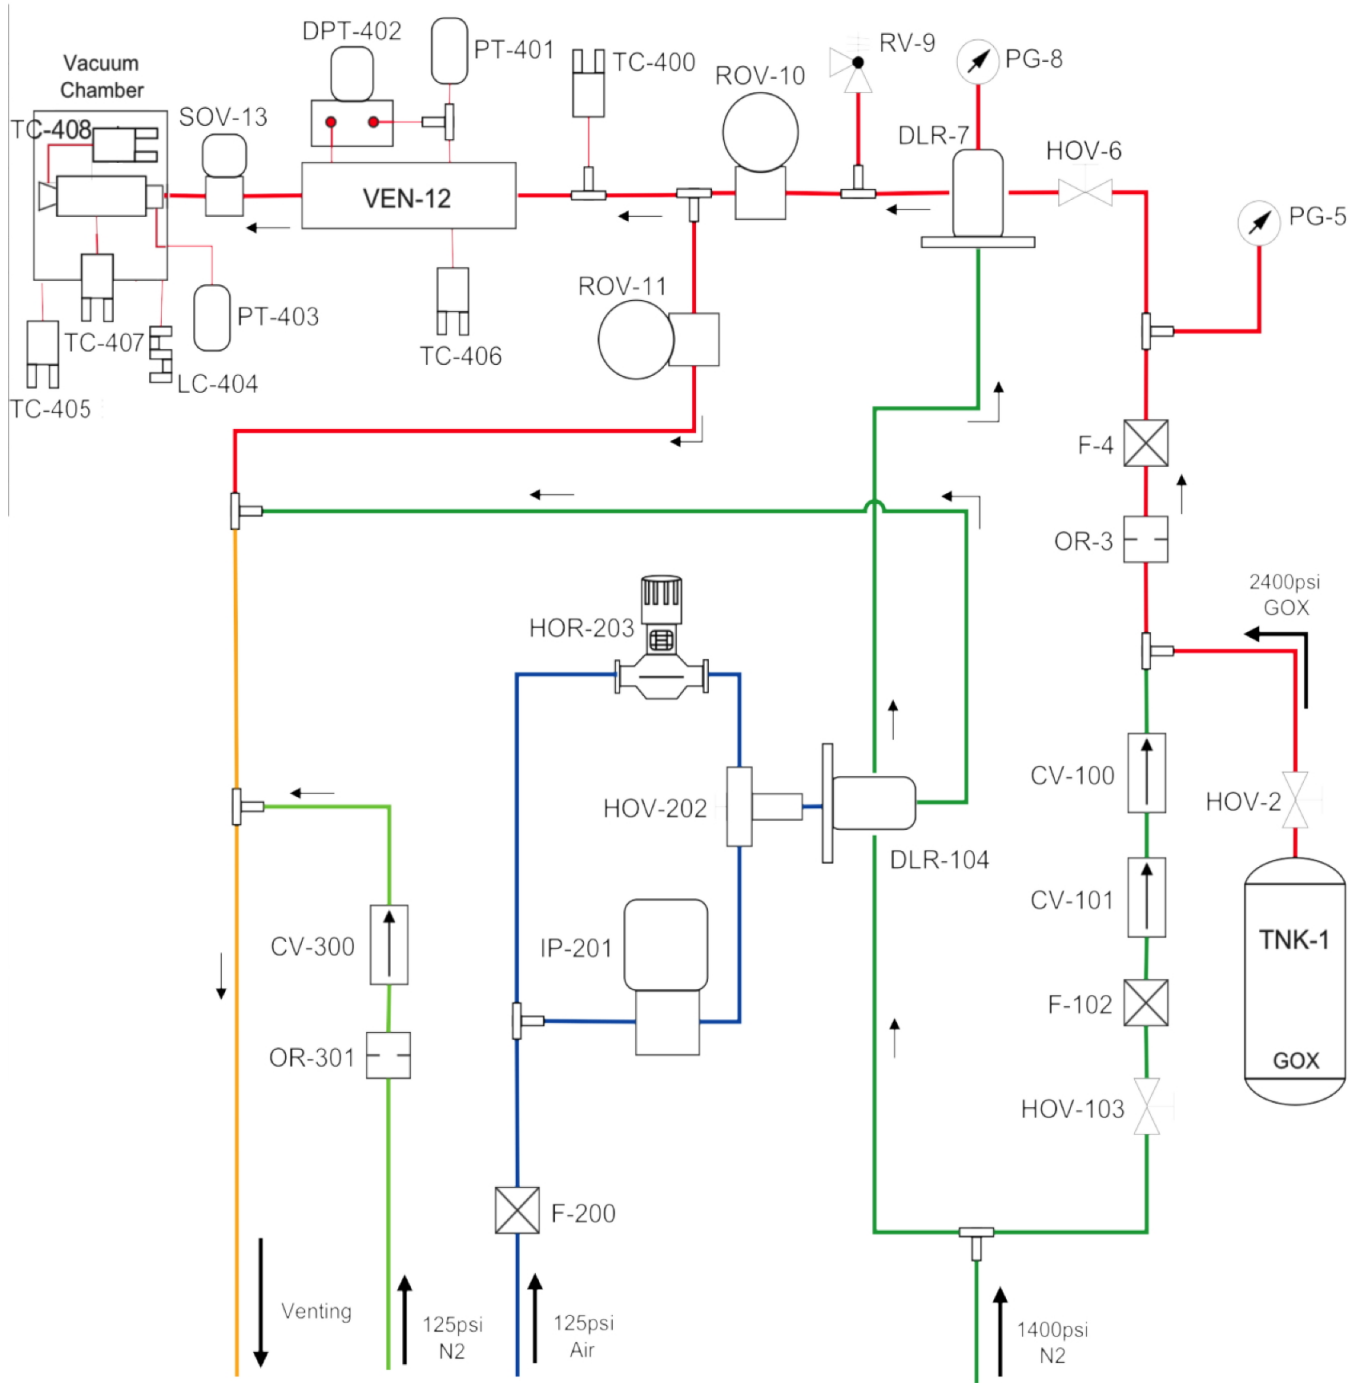 DPT-402
PT-401
RV-9
PG-8
Vacuum
Chamber
TC-400
ROV-10
TC-408
SOV-13
DLR-7
HOV-6
VEN-12
PG-5
ROV-11
PT-403
TC-407
TC-406
LC-404
TC-405
F-4
OR-3
2400psi
GOX
HOR-203
CV-100
HOV-202
HOV-2
DLR-104
CV-101
TNK-1
CV-300
IP-201
F-102
OR-301
GOX
HOV-103
F-200
Venting
125psi
N2
125psi
Air
1400psi
N2